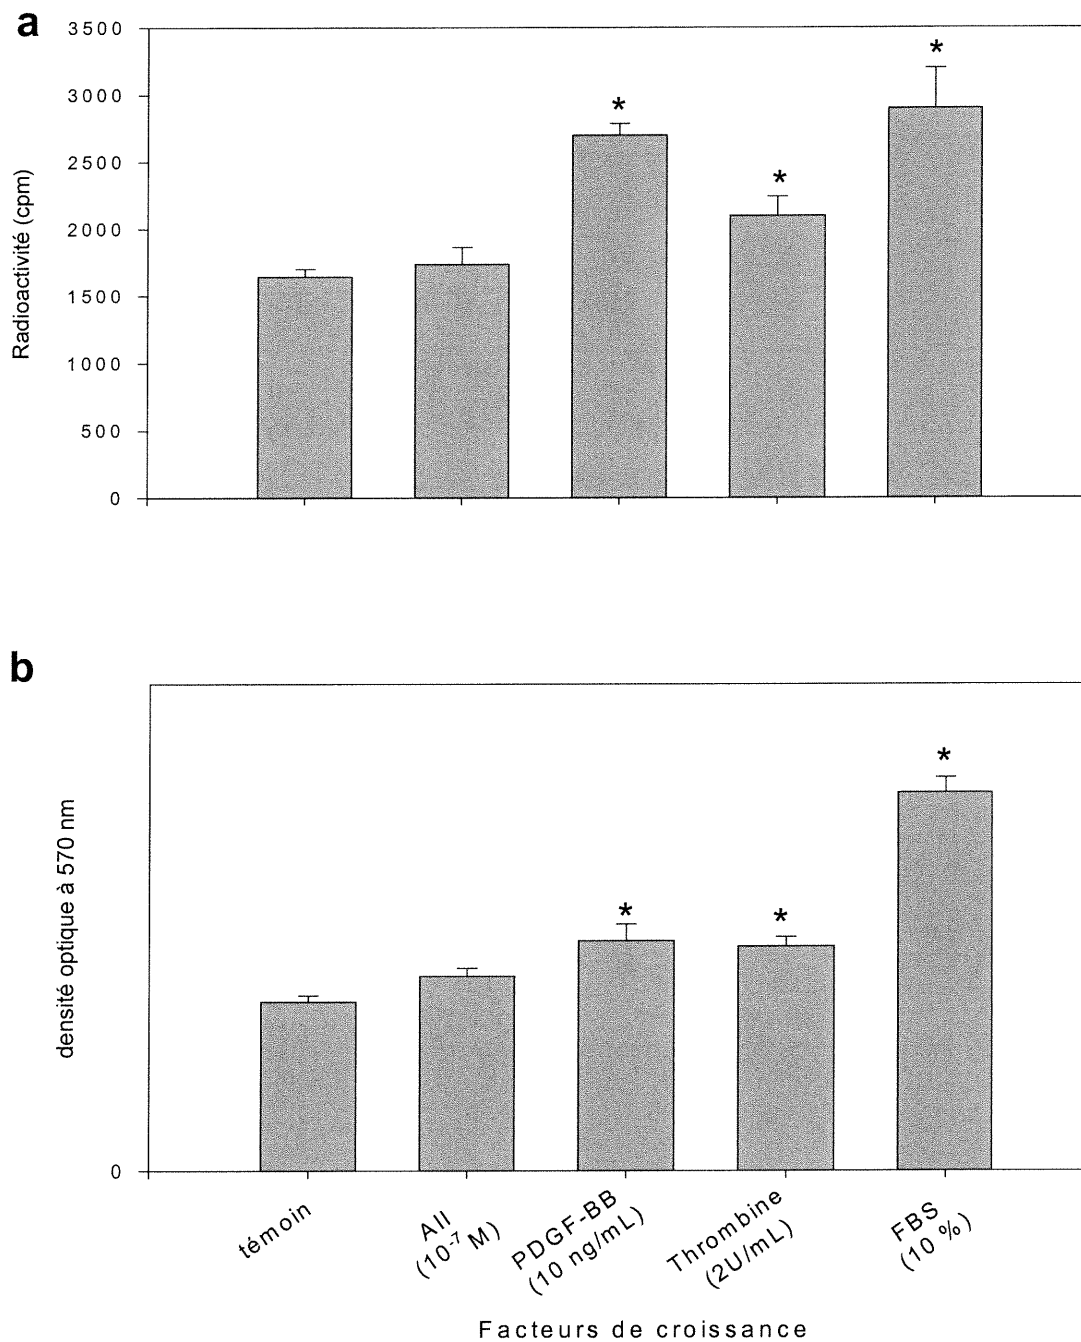 a
3500
3000
2500
2000
1500
1000
500
0
Radioactivité (cpm)
*
*
*
b
densité optique à 570 nm
0
*
*
*
témoin
AII
(10⁻⁷ M)
PDGF-BB
(10 ng/mL)
Thrombine
(2U/mL)
FBS
(10 %)
Facteurs de croissance